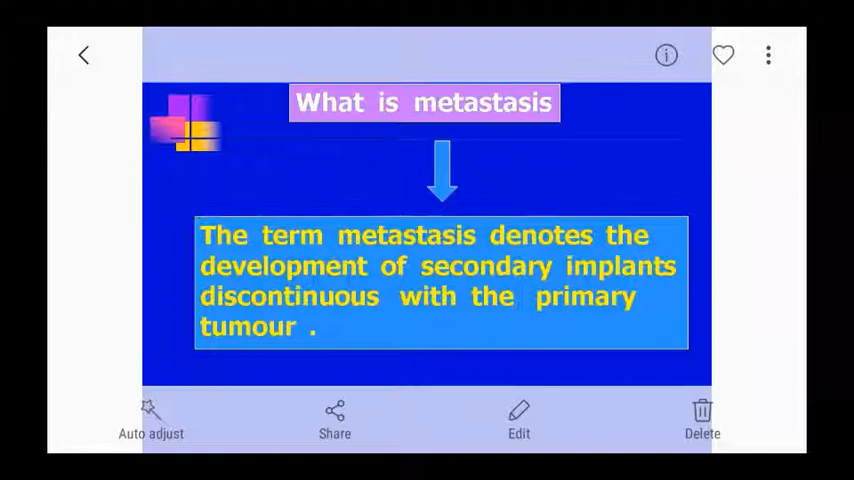 What is metastasis
The term metastasis denotes the
development of secondary implants
discontinuous with the primary
tumour .
Auto adjust
Share
Edit
Delete